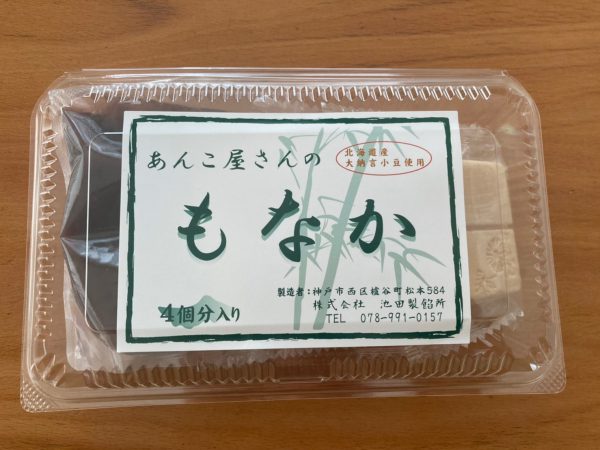 あんこ屋さんの
北海道産
大納言小豆使用
もなか
製造者：神戸市西区櫨谷町松本584
株式会社 池田製餡所
4個分入り
TEL 078-991-0157